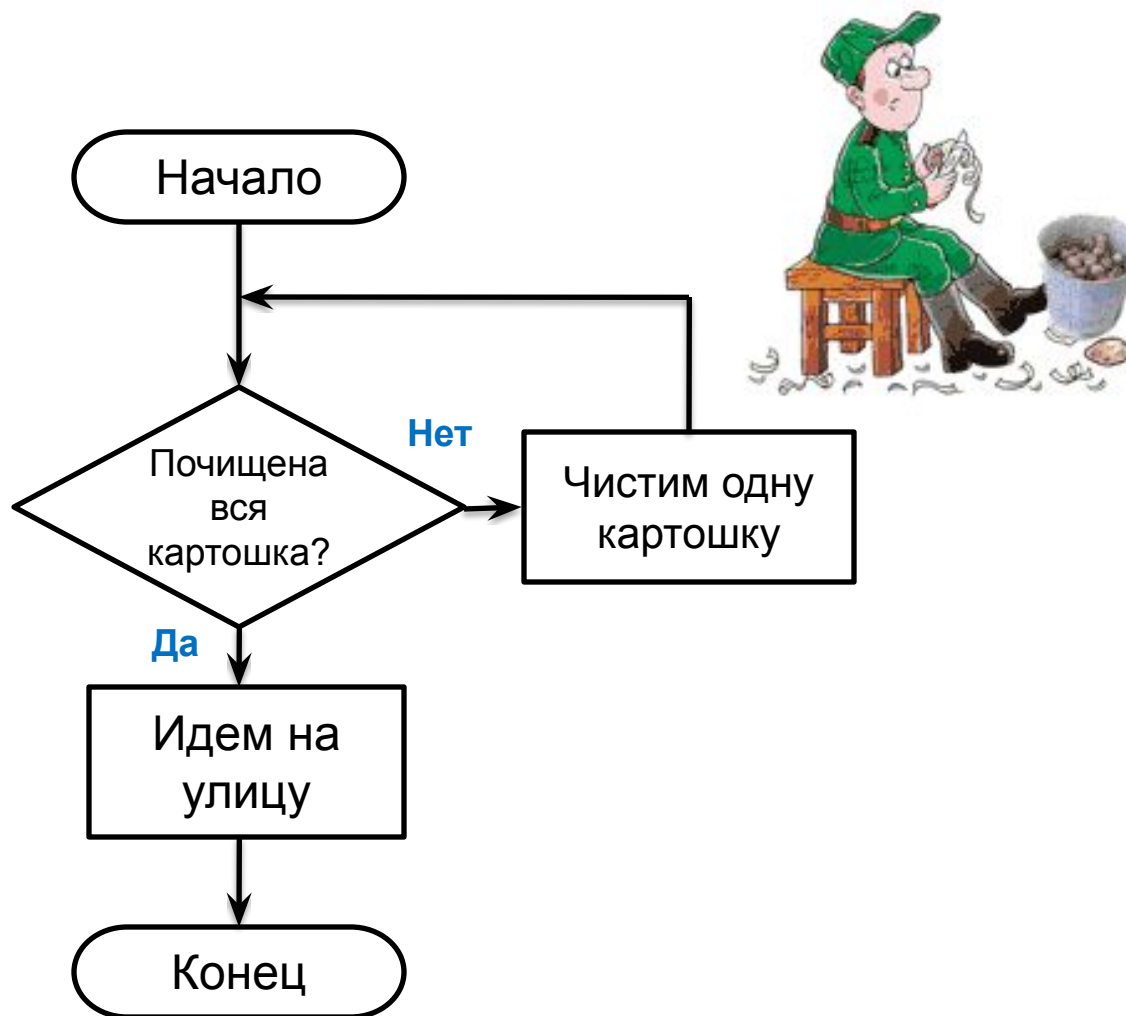 Начало
Нет
Почищена
вся
картошка?
Чистим одну
картошку
Да
Идем на
улицу
Конец